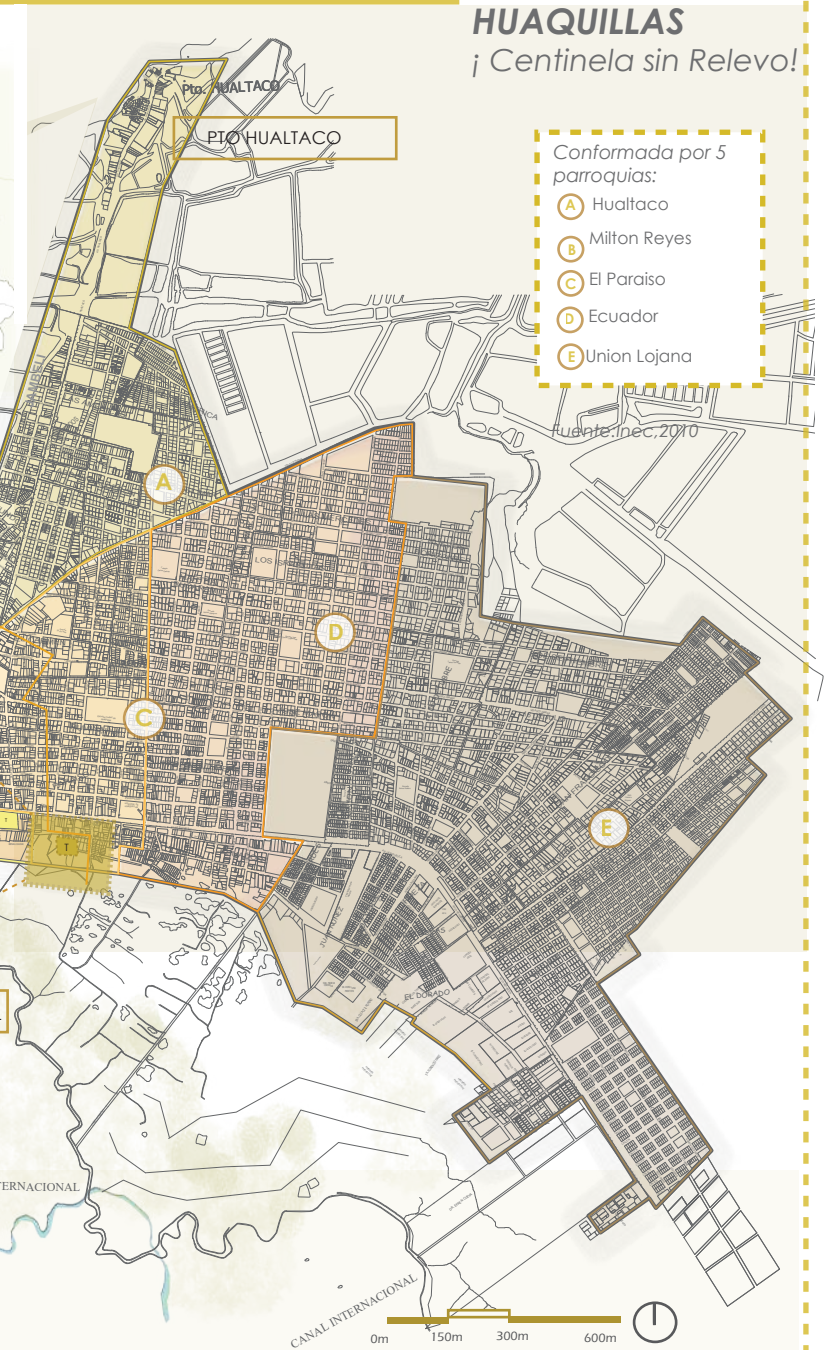 HUAQUILLAS
¡ Centinela sin Relevo!
Pto. HUALTACO
PTO HUALTACO
Conformada por 5
parroquias:
A Hualtaco
B Milton Reyes
C El Paraiso
D Ecuador
E Union Lojana
Fuente:Inec,2010
A
LOS
D
C
E
T
T
EL DORADO
CANAL INTERNACIONAL
0m 150m 300m 600m